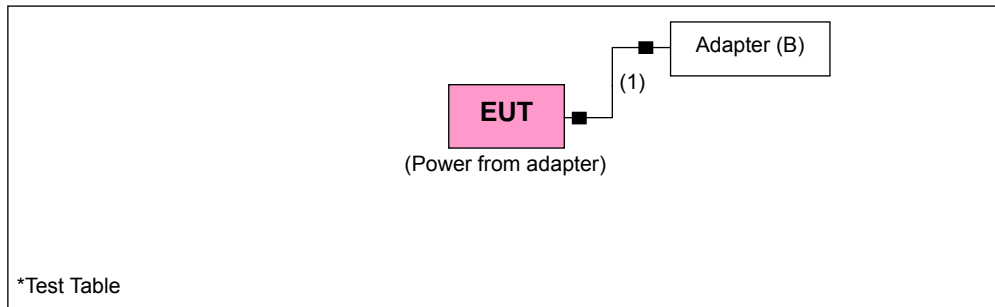 Adapter (B)
(1)
EUT
(Power from adapter)
*Test Table